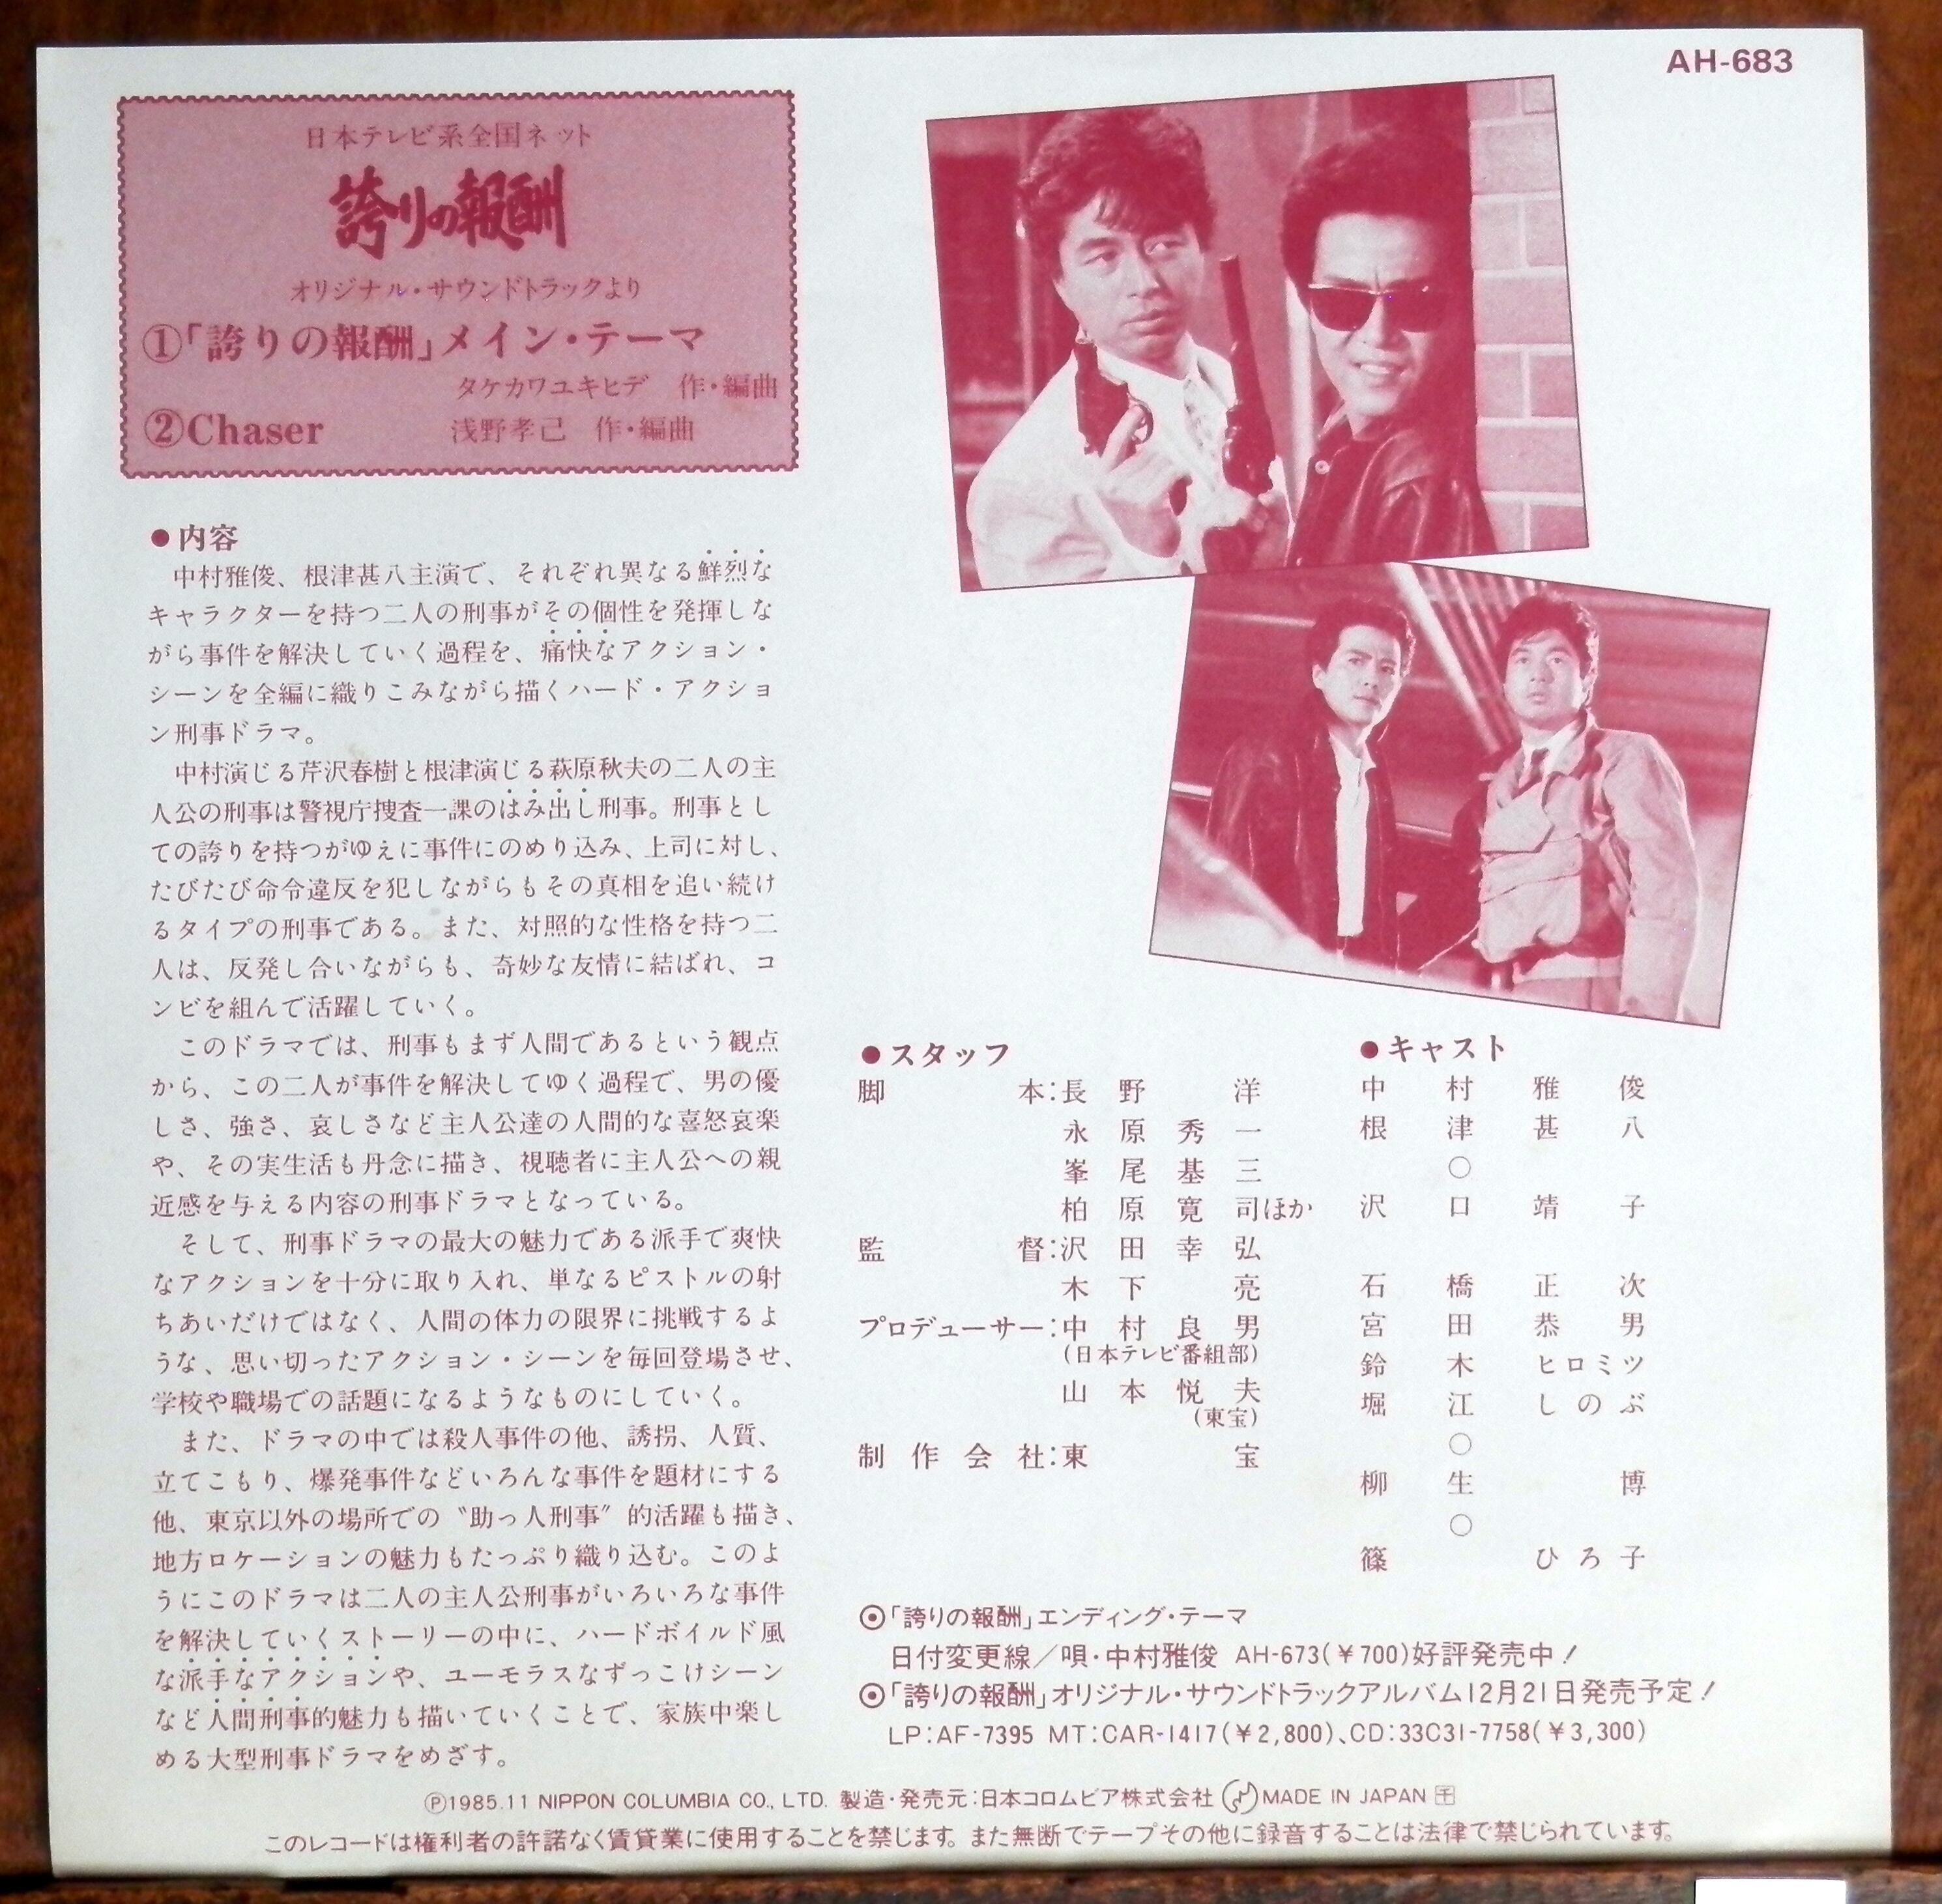 AH-683
日本テレビ系全国ネット
誇りの報酬
オリジナル・サウンドトラックより
①「誇りの報酬」メイン・テーマ
タケカワユキヒデ 作・編曲
②Chaser 浅野孝己 作・編曲
●内容
中村雅俊、根津甚八主演で、それぞれ異なる鮮烈な
キャラクターを持つ二人の刑事がその個性を発揮しな
がら事件を解決していく過程を、痛快なアクション・
シーンを全編に織りこみながら描くハード・アクショ
ン刑事ドラマ。
中村演じる芹沢春樹と根津演じる萩原秋夫の二人の主
人公の刑事は警視庁捜査一課のはみ出し刑事。刑事とし
ての誇りを持つがゆえに事件にのめり込み、上司に対し、
たびたび命令違反を犯しながらもその真相を追い続け
るタイプの刑事である。また、対照的な性格を持つ二
人は、反発し合いながらも、奇妙な友情に結ばれ、コ
ンビを組んで活躍していく。
このドラマでは、刑事もまず人間であるという観点
から、この二人が事件を解決してゆく過程で、男の優
しさ、強さ、哀しさなど主人公達の人間的な喜怒哀楽
や、その実生活も丹念に描き、視聴者に主人公への親
近感を与える内容の刑事ドラマとなっている。
そして、刑事ドラマの最大の魅力である派手で爽快
なアクションを十分に取り入れ、単なるピストルの射
ちあいだけではなく、人間の体力の限界に挑戦するよ
うな、思い切ったアクション・シーンを毎回登場させ、
学校や職場での話題になるようなものにしていく。
また、ドラマの中では殺人事件の他、誘拐、人質、
立てこもり、爆発事件などいろんな事件を題材にする
他、東京以外の場所での〝助っ人刑事〞的活躍も描き、
地方ロケーションの魅力もたっぷり織り込む。このよ
うにこのドラマは二人の主人公刑事がいろいろな事件
を解決していくストーリーの中に、ハードボイルド風
な派手なアクションや、ユーモラスなずっこけシーン
など人間刑事的魅力も描いていくことで、家族中楽し
める大型刑事ドラマをめざす。
●スタッフ
脚本：長野洋
永原秀一
峯尾基三
柏原寛司ほか
監督：沢田幸弘
木下亮
プロデューサー：中村良男
（日本テレビ番組部）
山本悦夫
（東宝）
制作会社：東宝
●キャスト
中村雅俊
根津甚八
○
沢口靖子
石橋正次
宮田恭男
鈴木ヒロミツ
堀江しのぶ
○
柳生博
○
篠ひろ子
◉「誇りの報酬」エンディング・テーマ
日付変更線／唄・中村雅俊 AH-673(￥700)好評発売中！
◉「誇りの報酬」オリジナル・サウンドトラックアルバム12月21日発売予定！
LP：AF-7395 MT：CAR-1417(￥2,800)、CD：33C31-7758(￥3,300)
Ⓟ1985.11 NIPPON COLUMBIA CO., LTD. 製造・発売元：日本コロムビア株式会社 MADE IN JAPAN
このレコードは権利者の許諾なく賃貸業に使用することを禁じます。また無断でテープその他に録音することは法律で禁じられています。